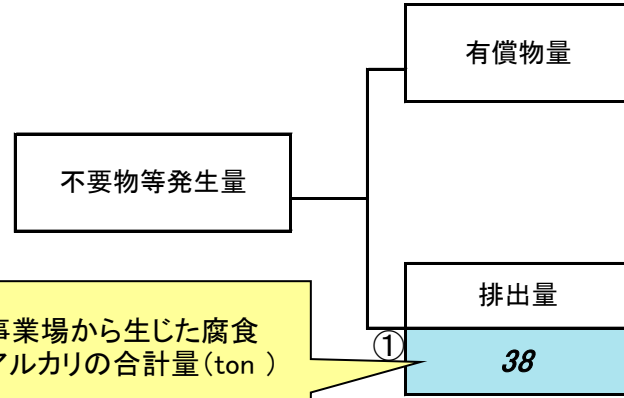 有償物量
不要物等発生量
排出量
事業場から生じた腐食
アルカリの合計量(ton )
①
38